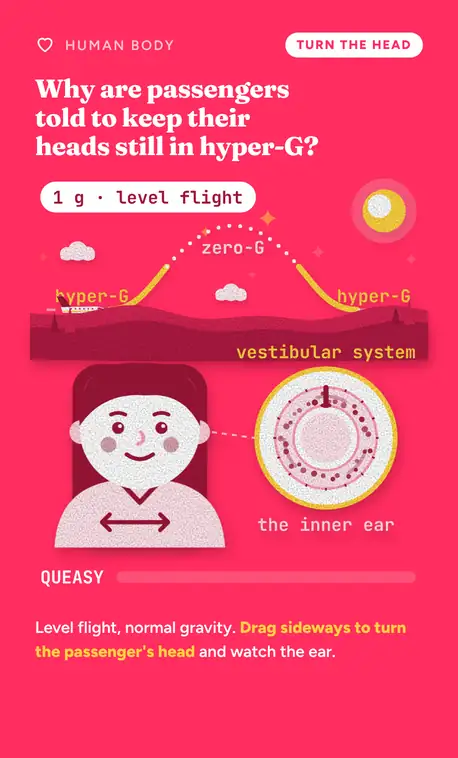 HUMAN BODY
TURN THE HEAD
Why are passengers
told to keep their
heads still in hyper-G?
1 g · level flight
zero-G
hyper-G
hyper-G
vestibular system
the inner ear
QUEASY
Level flight, normal gravity. Drag sideways to turn
the passenger's head and watch the ear.